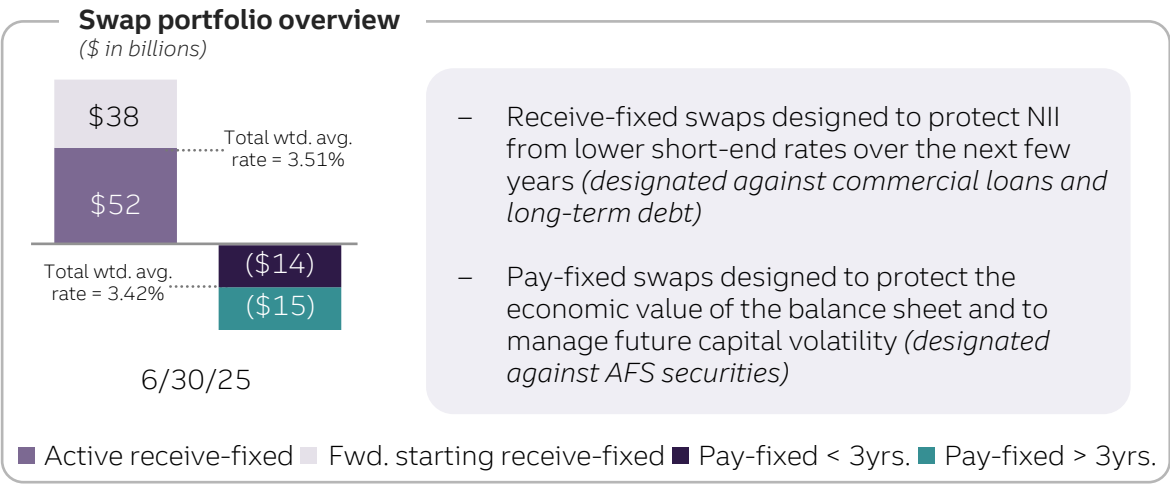 Swap portfolio overview
($ in billions)
$38
Total wtd. avg.
rate = 3.51%
$52
($14)
Total wtd. avg.
rate = 3.42%
($15)
6/30/25
– Receive-fixed swaps designed to protect NII
from lower short-end rates over the next few
years (designated against commercial loans and
long-term debt)
– Pay-fixed swaps designed to protect the
economic value of the balance sheet and to
manage future capital volatility (designated
against AFS securities)
Active receive-fixed Fwd. starting receive-fixed Pay-fixed < 3yrs. Pay-fixed > 3yrs.